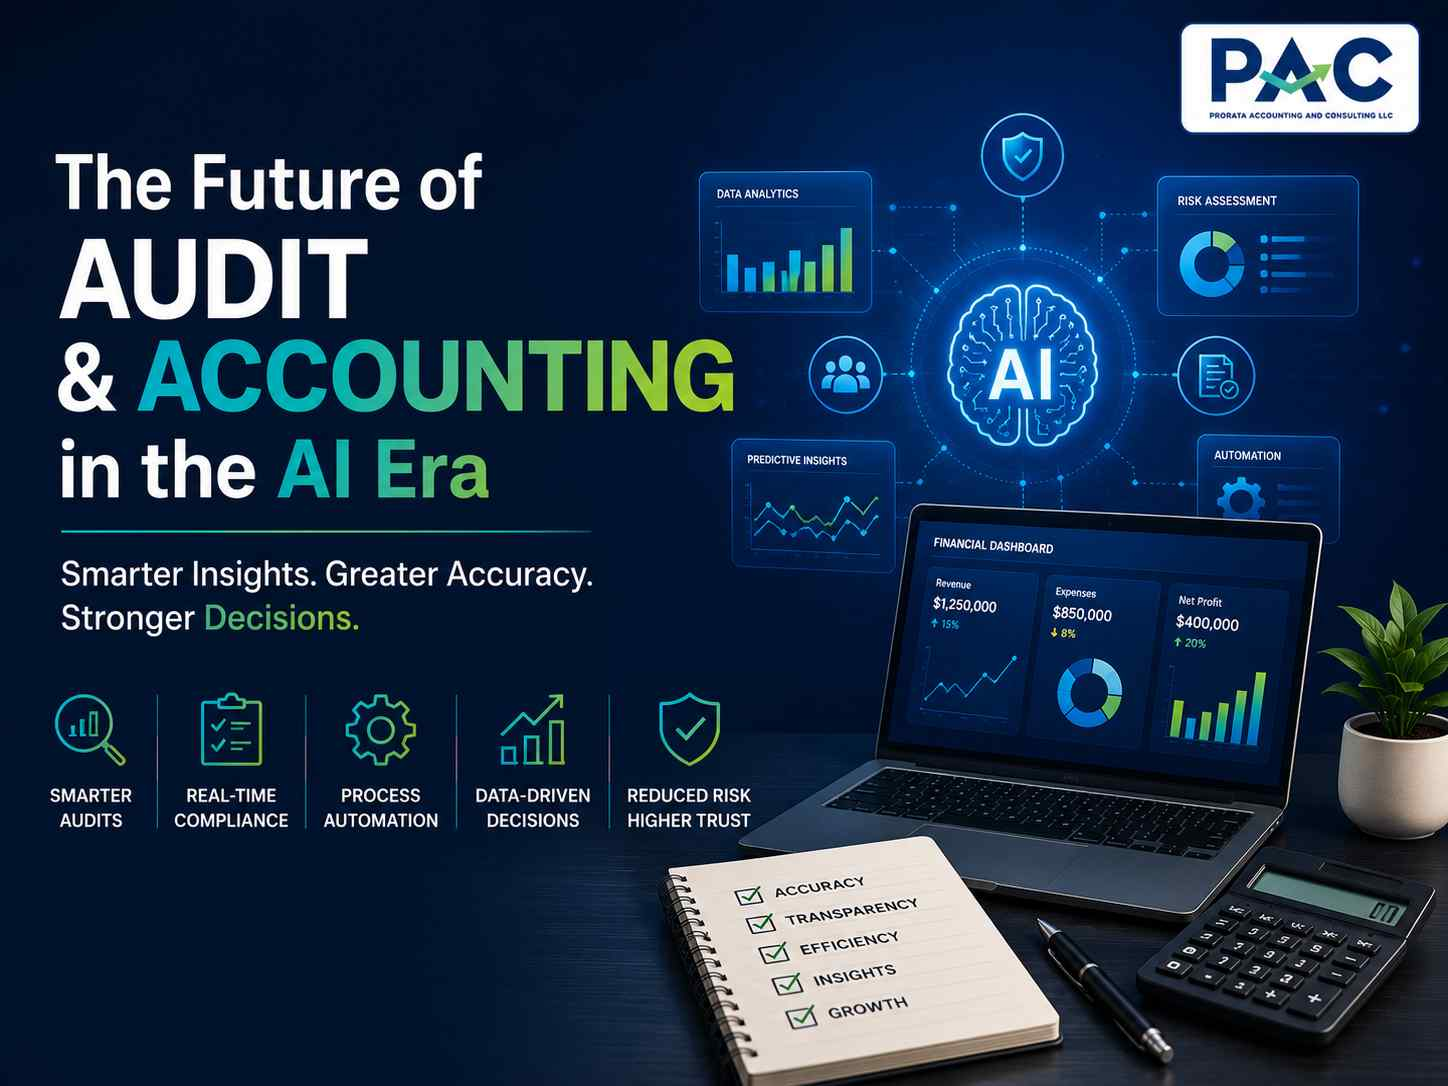 PAC
PRORATA ACCOUNTING AND CONSULTING LLC
The Future of
AUDIT
& ACCOUNTING
in the AI Era
Smarter Insights. Greater Accuracy.
Stronger Decisions.
SMARTER
AUDITS
REAL-TIME
COMPLIANCE
PROCESS
AUTOMATION
DATA-DRIVEN
DECISIONS
REDUCED RISK
HIGHER TRUST
DATA ANALYTICS
RISK ASSESSMENT
AI
PREDICTIVE INSIGHTS
AUTOMATION
FINANCIAL DASHBOARD
Revenue
$1,250,000
↑ 15%
Expenses
$850,000
↓ 8%
Net Profit
$400,000
↑ 20%
ACCURACY
TRANSPARENCY
EFFICIENCY
INSIGHTS
GROWTH